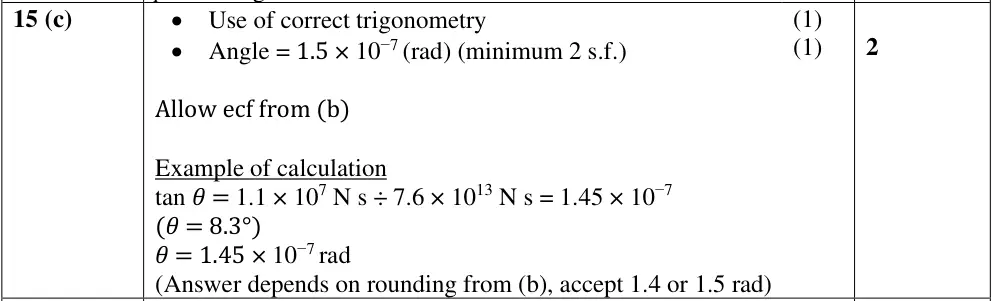 15 (c)
• Use of correct trigonometry (1)
• Angle = 1.5 × 10⁻⁷ (rad) (minimum 2 s.f.) (1) 2
Allow ecf from (b)
Example of calculation
tan 𝜃 = 1.1 × 10⁷ N s ÷ 7.6 × 10¹³ N s = 1.45 × 10⁻⁷
(𝜃 = 8.3°)
𝜃 = 1.45 × 10⁻⁷ rad
(Answer depends on rounding from (b), accept 1.4 or 1.5 rad)